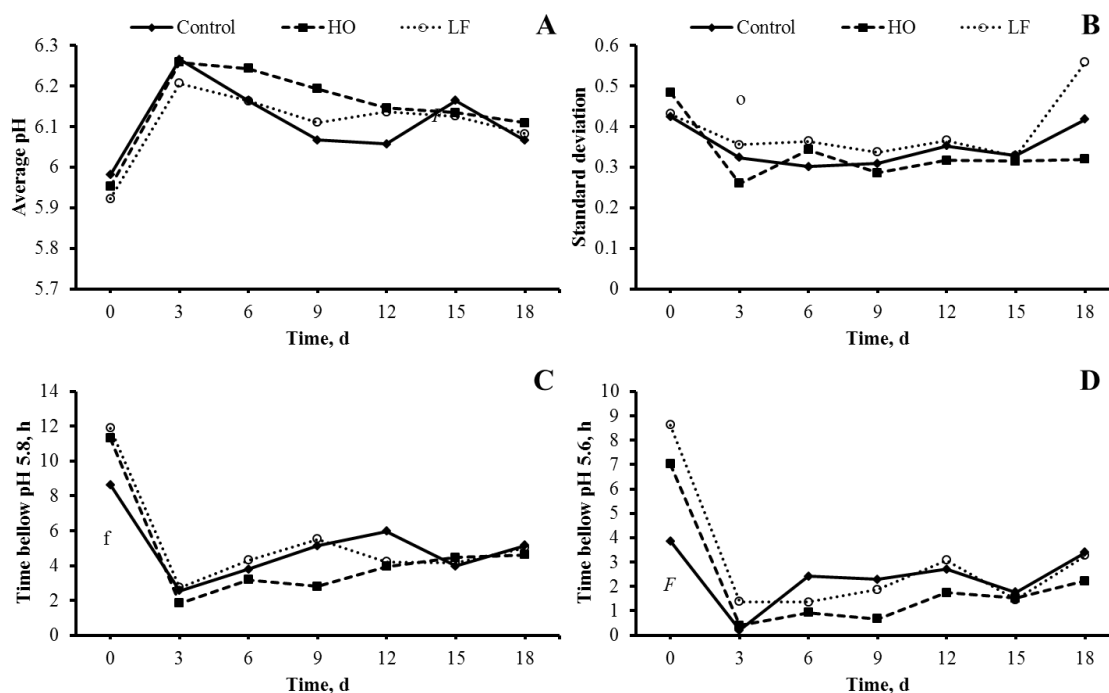 Control HO LF
A
Average pH
6.3
6.2
6.1
6
5.9
5.8
5.7
0 3 6 9 12 15 18
Time, d
Control HO LF
B
Standard deviation
0.6
0.5
0.4
0.3
0.2
0.1
0
o
0 3 6 9 12 15 18
Time, d
C
Time bellow pH 5.8, h
14
12
10
8
6
4
2
0
f
0 3 6 9 12 15 18
Time, d
D
Time bellow pH 5.6, h
10
9
8
7
6
5
4
3
2
1
0
F
0 3 6 9 12 15 18
Time, d